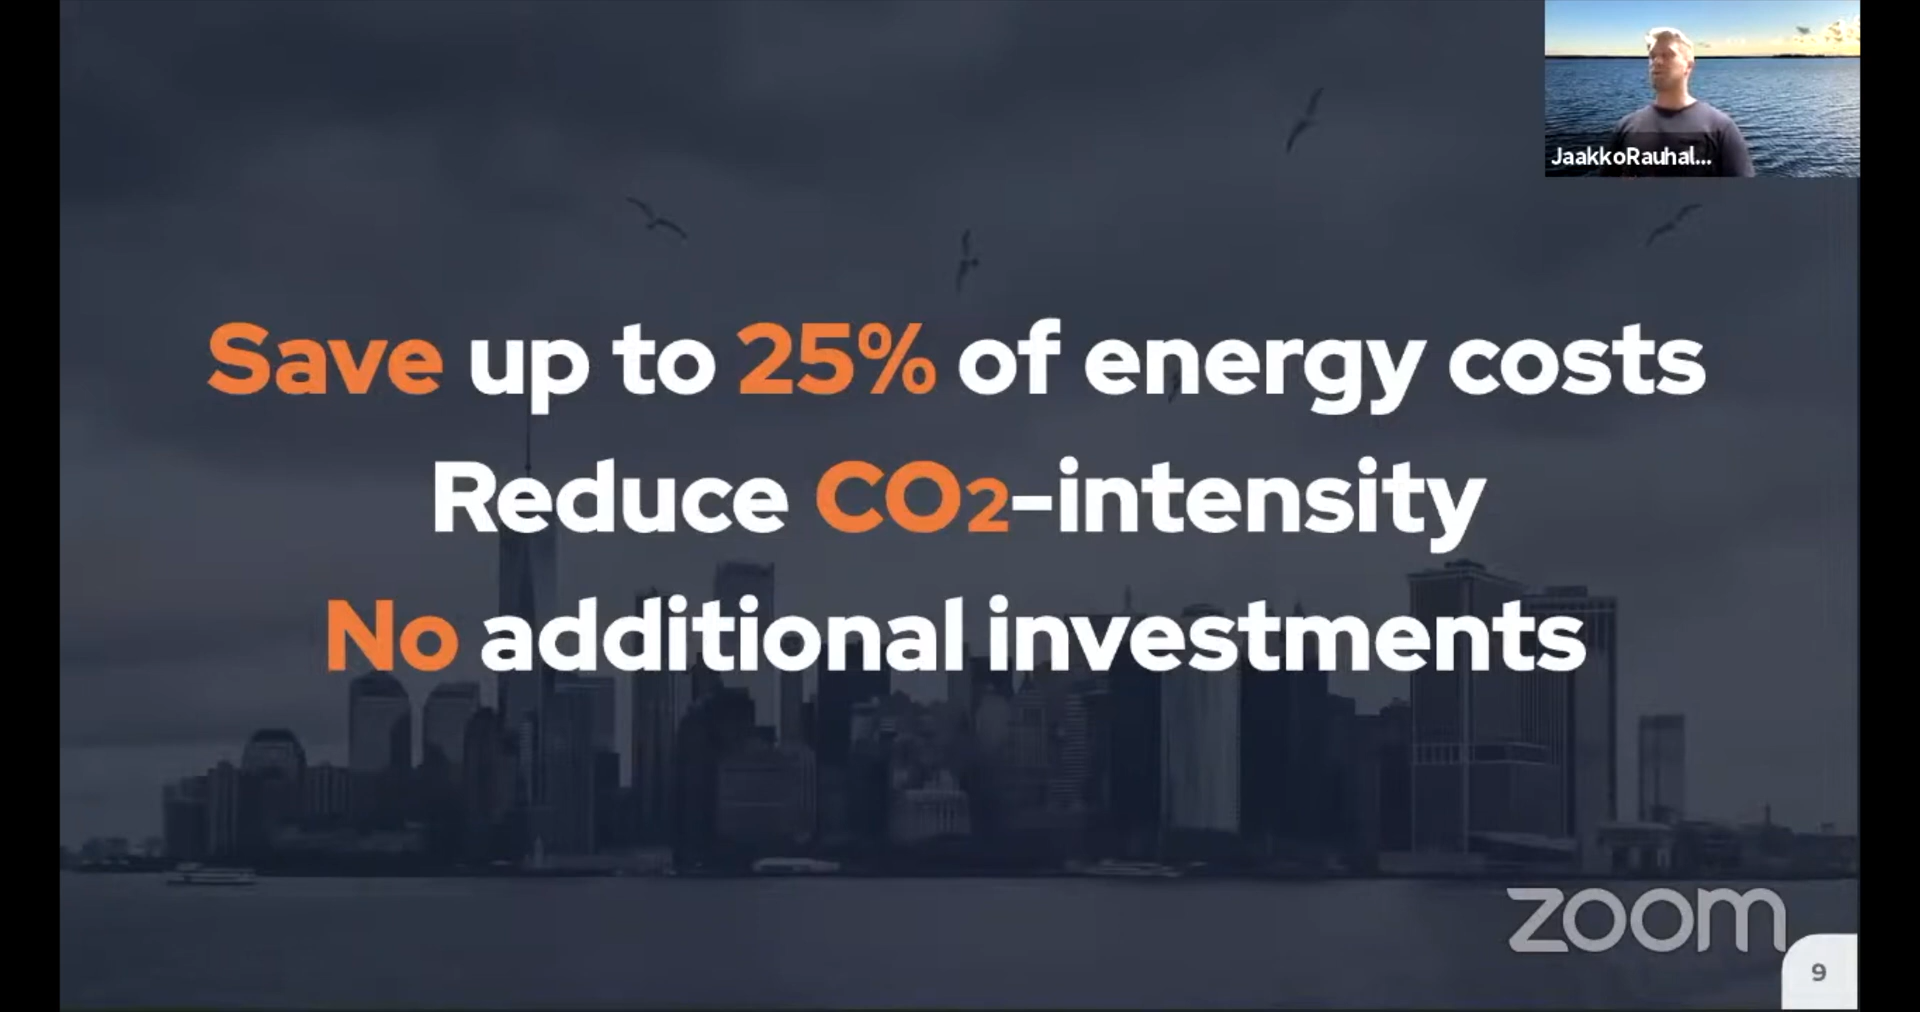 JaakkoRauhal...
Save up to 25% of energy costs
Reduce CO2-intensity
No additional investments
zoom
9